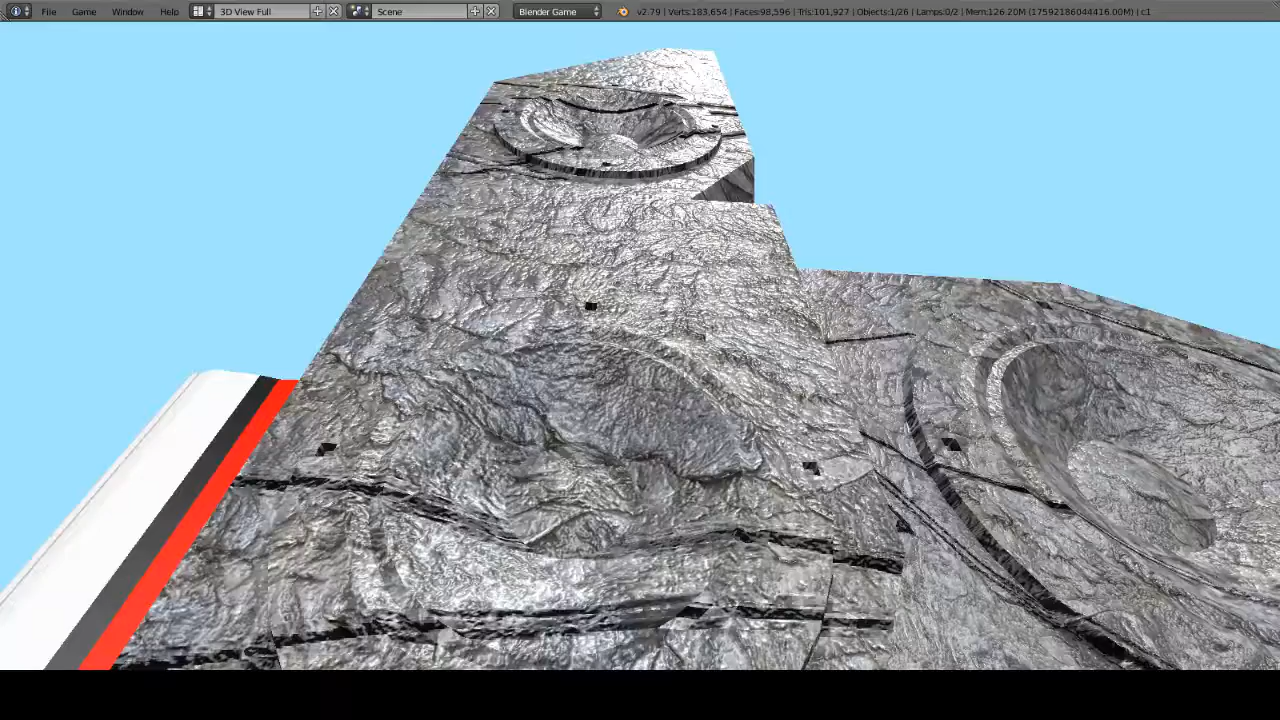 File Game Window Help 3D View Full Scene Blender Game v2.79 | Verts:183,654 | Faces:98,596 | Tris:101,927 | Objects:1/26 | Lamps:0/2 | Mem:126.20M (17592186044416.00M) | c1